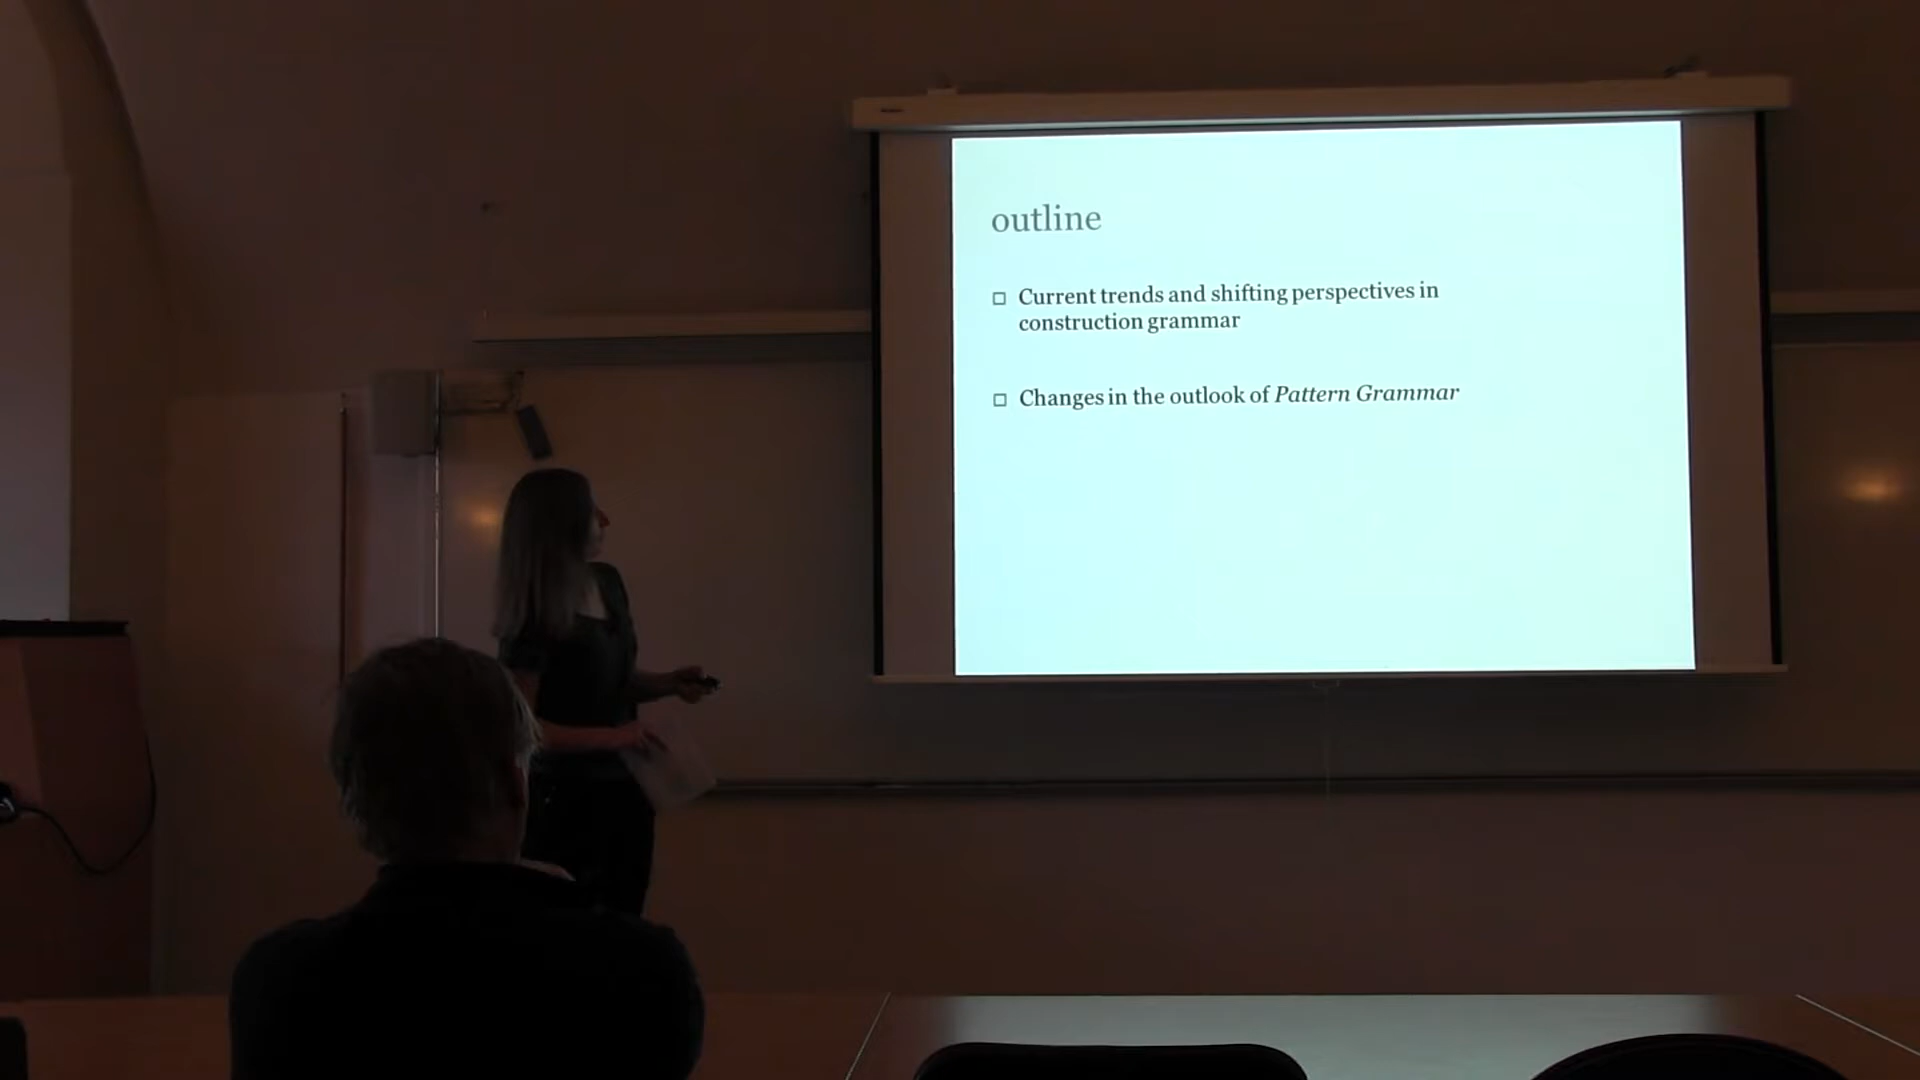 outline
Current trends and shifting perspectives in
construction grammar
Changes in the outlook of Pattern Grammar